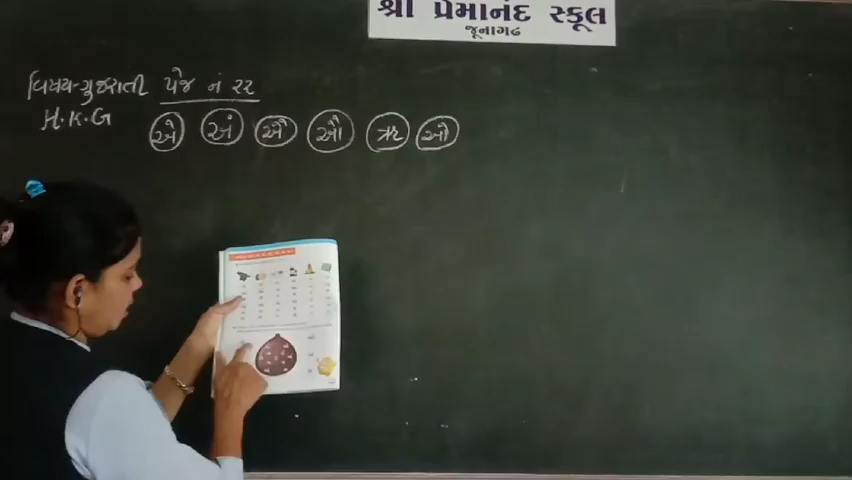 શ્રી પ્રેમાનંદ સ્કૂલ
જૂનાગઢ
વિષય-ગુજરાતી પેજ નં ૨૨
H.K.G
એ અં ઐ ઔ ઋ ઓ